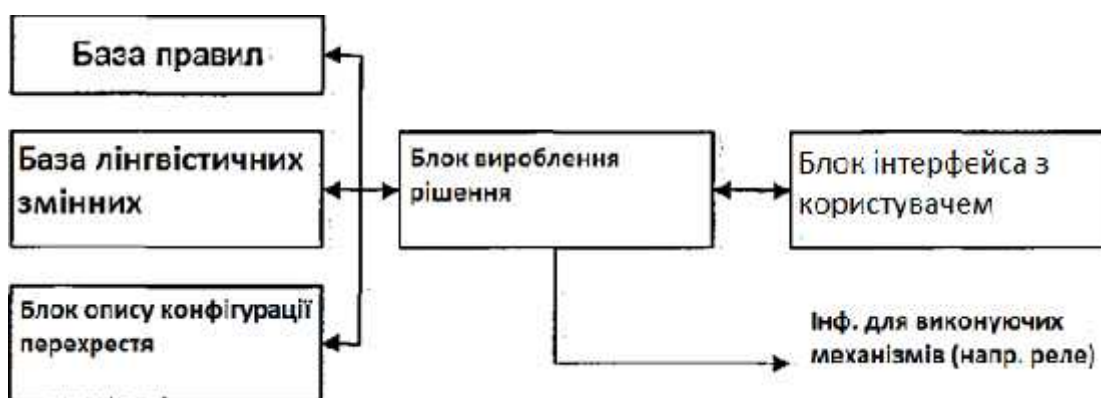 База правил
База лінгвістичних
змінних
Блок вироблення
рішення
Блок інтерфейса з
користувачем
Блок опису конфігурації
перехрестя
Інф. для виконуючих
механізмів (напр. реле)